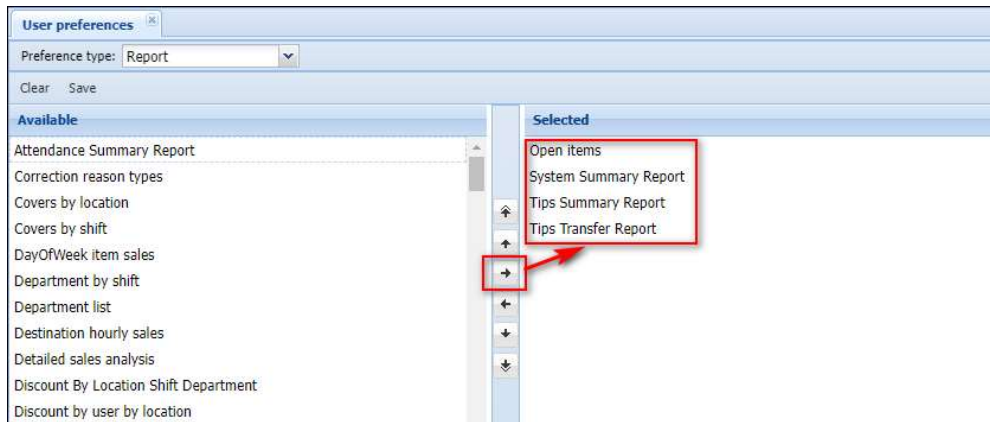 User preferences
Preference type: Report
Clear Save
Available
Attendance Summary Report
Correction reason types
Covers by location
Covers by shift
DayOfWeek item sales
Department by shift
Department list
Destination hourly sales
Detailed sales analysis
Discount By Location Shift Department
Discount by user by location
Selected
Open items
System Summary Report
Tips Summary Report
Tips Transfer Report